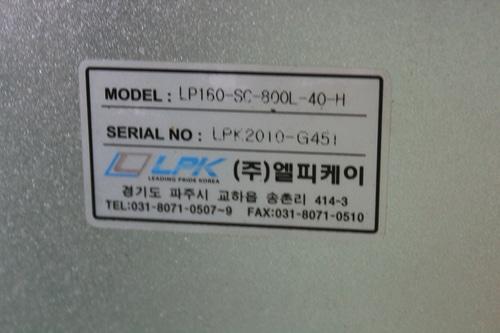 MODEL : LP160-SC-800L-40-H
SERIAL NO : LPK2010-G451
LPK (주)엘피케이
LEADING PRIDE KOREA
경기도 파주시 교하읍 송촌리 414-3
TEL:031-8071-0507~9 FAX:031-8071-0510